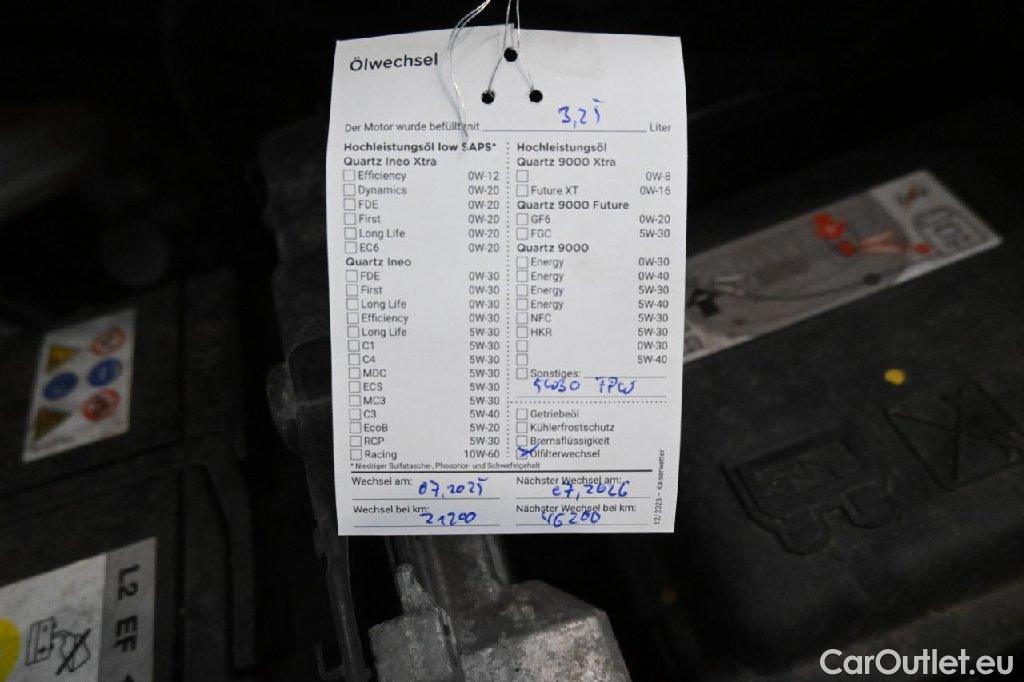 Ölwechsel
Der Motor wurde befüllt mit 3,25 Liter
Hochleistungsöl low SAPS*
Quartz Ineo Xtra
Efficiency 0W-12
Dynamics 0W-20
FDE 0W-20
First 0W-20
Long Life 0W-20
EC6 0W-20
Quartz Ineo
FDE 0W-30
First 0W-30
Long Life 0W-30
Efficiency 0W-30
Long Life 5W-30
C1 5W-30
C4 5W-30
MDC 5W-30
ECS 5W-30
MC3 5W-30
C3 5W-40
EcoB 5W-20
RCP 5W-30
Racing 10W-60
* Niedriger Sulfatasche-, Phosphor- und Schwefelgehalt
Hochleistungsöl
Quartz 9000 Xtra
0W-8
Future XT 0W-16
Quartz 9000 Future
GF6 0W-20
FGC 5W-30
Quartz 9000
Energy 0W-30
Energy 0W-40
Energy 5W-30
Energy 5W-40
NFC 5W-30
HKR 5W-30
0W-30
5W-40
Sonstiges:
5W30
Getriebeöl
Kühlerfrostschutz
Bremsflüssigkeit
Ölfilterwechsel
Wechsel am: 07,2025
Nächster Wechsel am: 07,2026
Wechsel bei km: 21200
Nächster Wechsel bei km: 46200
12/2023 - Kaiserwetter
L2 EF
CarOutlet.eu